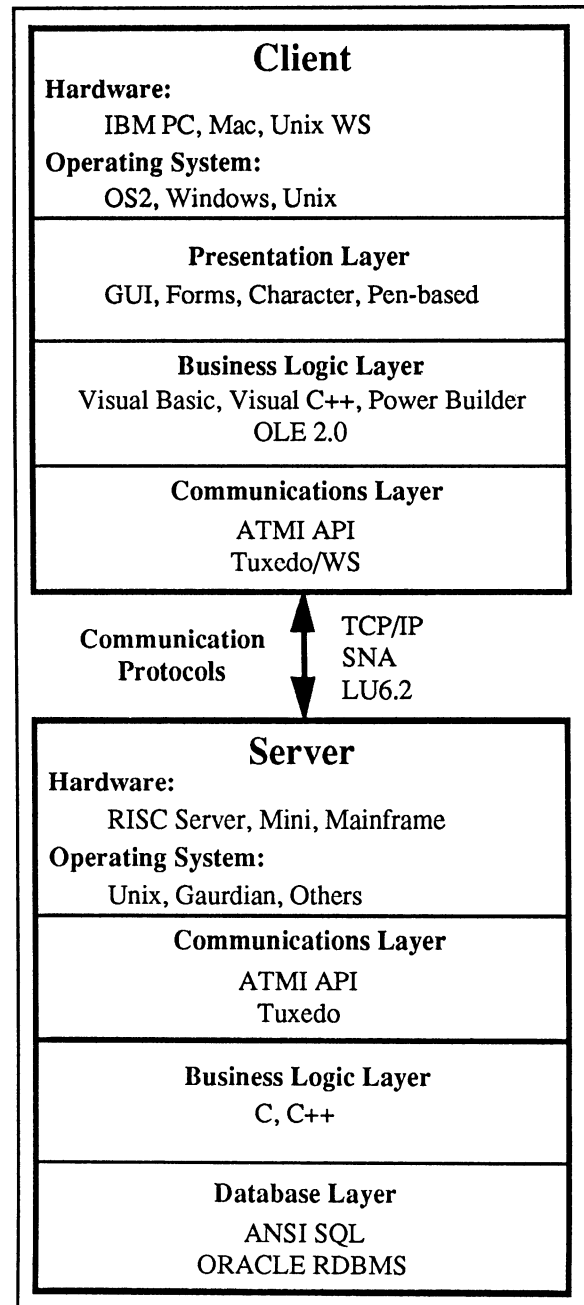 Client
Hardware:
IBM PC, Mac, Unix WS
Operating System:
OS2, Windows, Unix
Presentation Layer
GUI, Forms, Character, Pen-based
Business Logic Layer
Visual Basic, Visual C++, Power Builder
OLE 2.0
Communications Layer
ATMI API
Tuxedo/WS
Communication
Protocols
TCP/IP
SNA
LU6.2
Server
Hardware:
RISC Server, Mini, Mainframe
Operating System:
Unix, Gaurdian, Others
Communications Layer
ATMI API
Tuxedo
Business Logic Layer
C, C++
Database Layer
ANSI SQL
ORACLE RDBMS